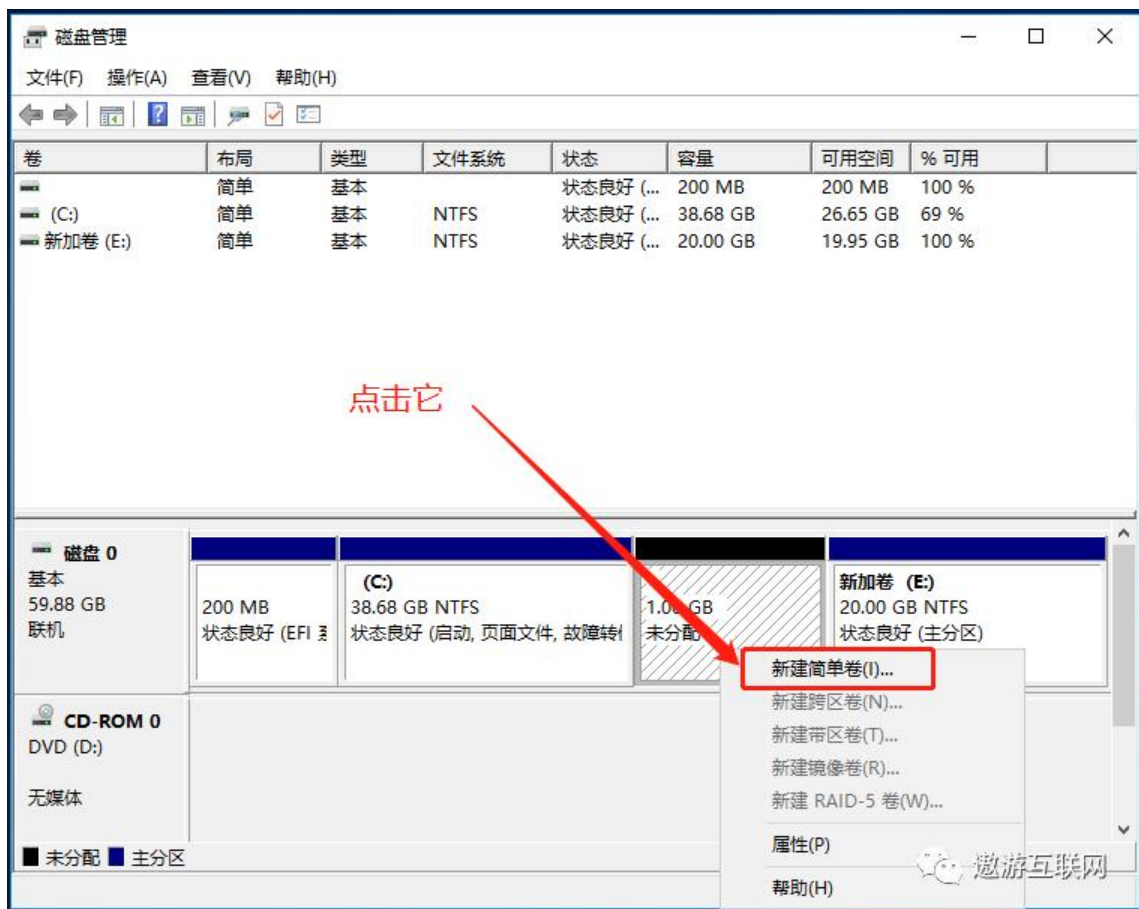 磁盘管理
文件(F) 操作(A) 查看(V) 帮助(H)
卷 布局 类型 文件系统 状态 容量 可用空间 % 可用
简单 基本 状态良好 (... 200 MB 200 MB 100 %
(C:) 简单 基本 NTFS 状态良好 (... 38.68 GB 26.65 GB 69 %
新加卷 (E:) 简单 基本 NTFS 状态良好 (... 20.00 GB 19.95 GB 100 %
点击它
磁盘 0
基本
59.88 GB
联机
200 MB
状态良好 (EFI
(C:)
38.68 GB NTFS
状态良好 (启动, 页面文件, 故障转
1.00 GB
未分配
新加卷 (E:)
20.00 GB NTFS
状态良好 (主分区)
新建简单卷(I)...
新建跨区卷(N)...
新建带区卷(T)...
新建镜像卷(R)...
新建 RAID-5 卷(W)...
属性(P)
帮助(H)
CD-ROM 0
DVD (D:)
无媒体
未分配 主分区
遨游互联网